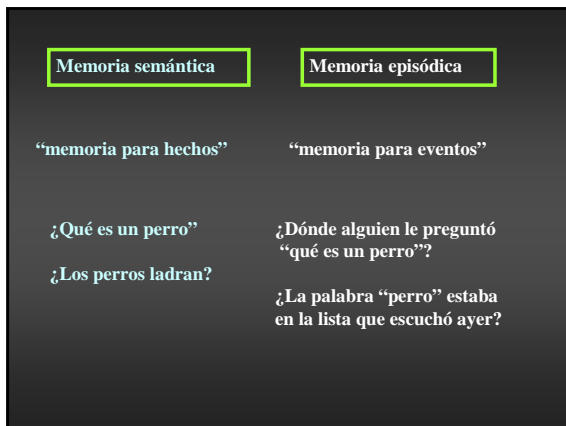 Memoria semántica
“memoria para hechos”
¿Qué es un perro”
¿Los perros ladran?
Memoria episódica
“memoria para eventos”
¿Dónde alguien le preguntó
“qué es un perro”?
¿La palabra “perro” estaba
en la lista que escuchó ayer?